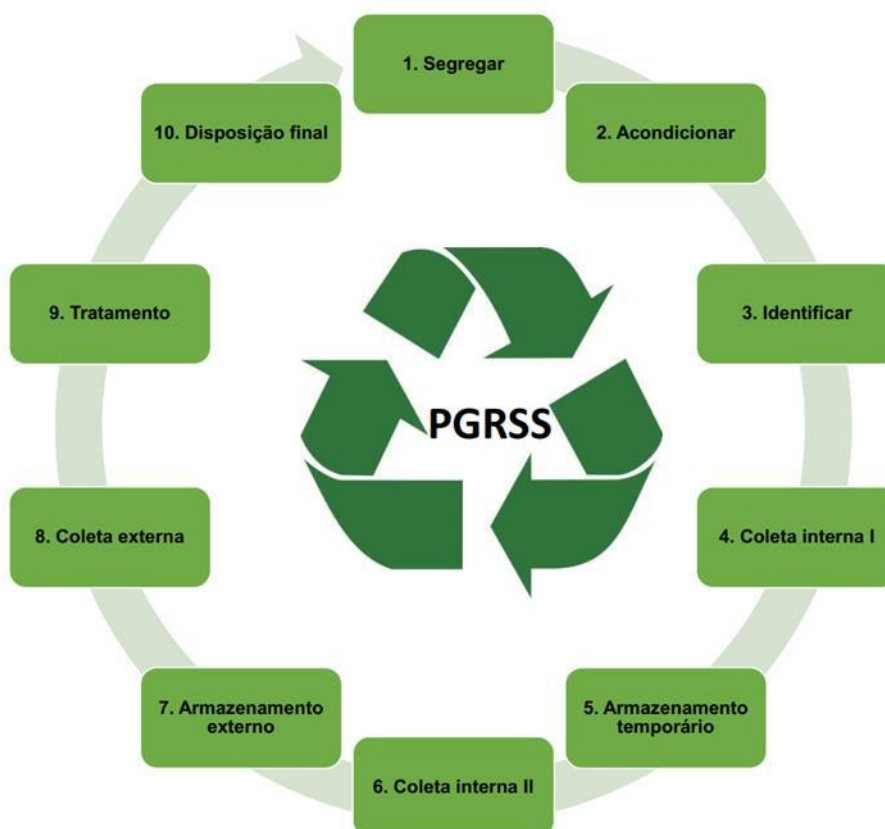 1. Segregar
2. Acondicionar
3. Identificar
4. Coleta interna I
5. Armazenamento
temporário
6. Coleta interna II
7. Armazenamento
externo
8. Coleta externa
9. Tratamento
10. Disposição final
PGRSS